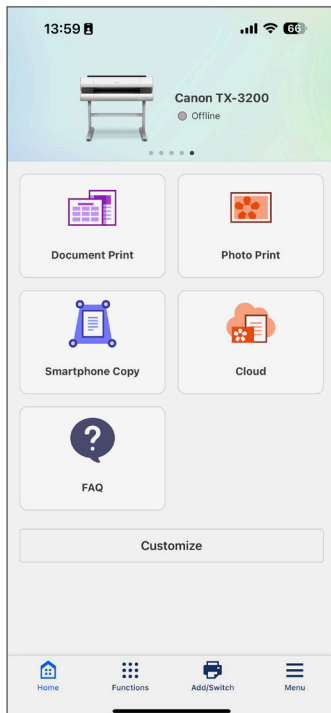 13:59
66
Canon TX-3200
Offline
Document Print
Photo Print
Smartphone Copy
Cloud
?
FAQ
Customize
Home
Functions
Add/Switch
Menu